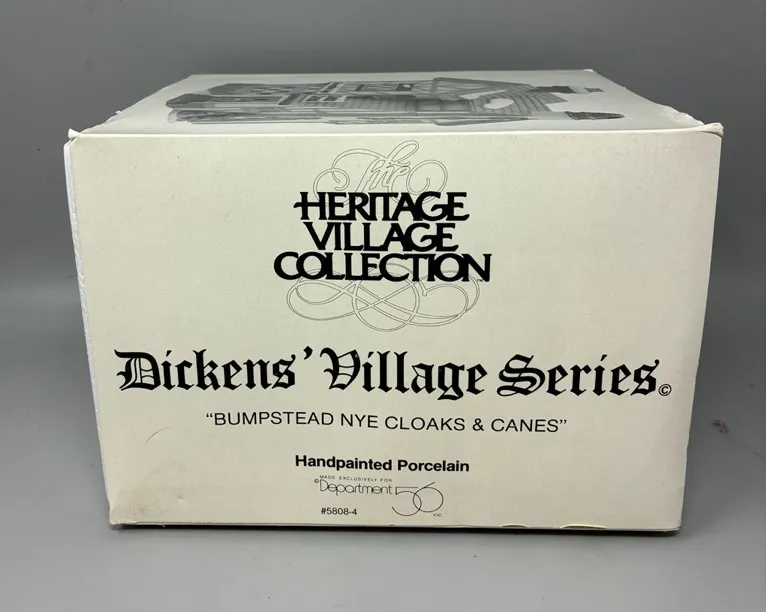 The
HERITAGE
VILLAGE
COLLECTION
Dickens' Village Series©
"BUMPSTEAD NYE CLOAKS & CANES"
Handpainted Porcelain
MADE EXCLUSIVELY FOR
©Department 56 inc.
#5808-4